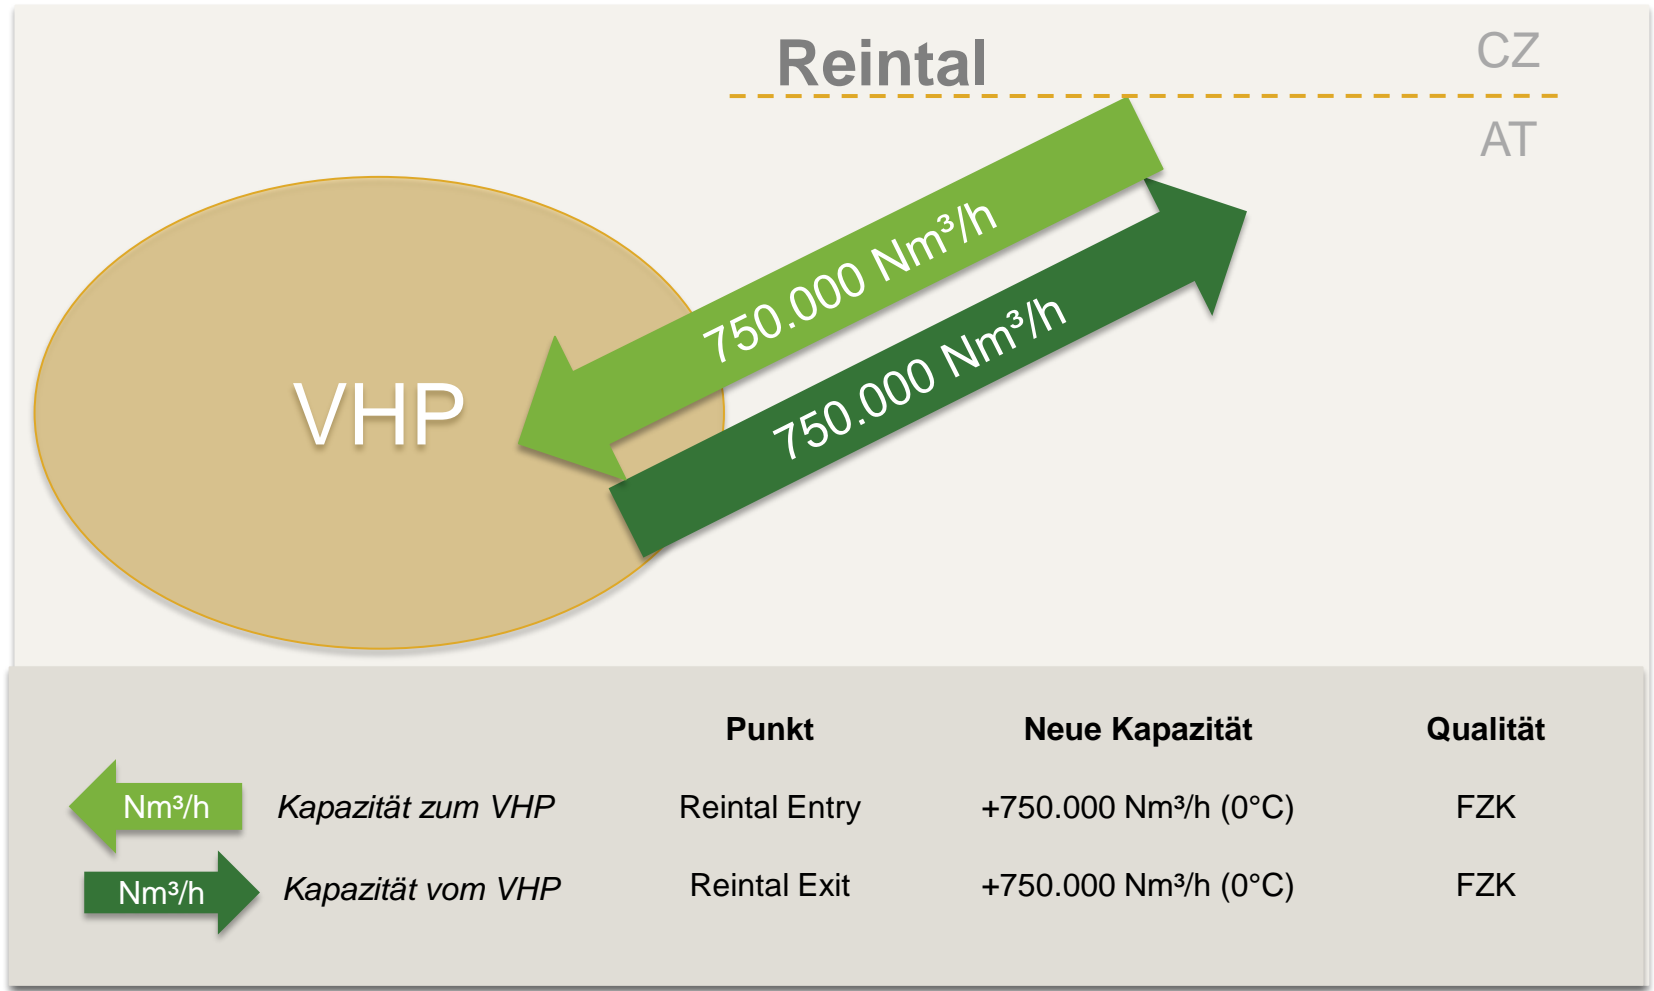 Reintal
CZ
AT
750.000 Nm³/h
750.000 Nm³/h
VHP
Punkt Neue Kapazität Qualität
Nm³/h Kapazität zum VHP Reintal Entry +750.000 Nm³/h (0°C) FZK
Nm³/h Kapazität vom VHP Reintal Exit +750.000 Nm³/h (0°C) FZK